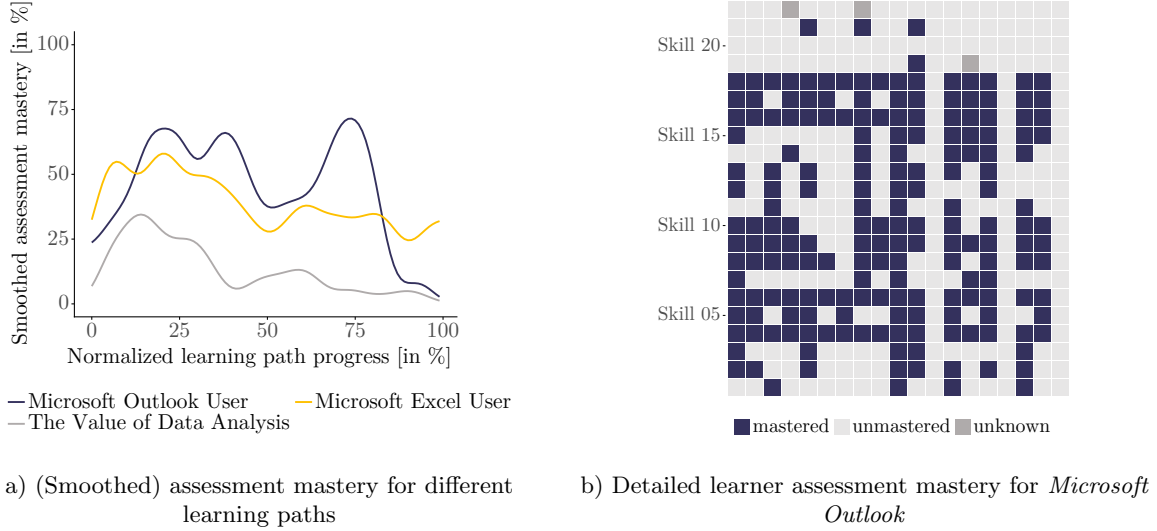 Smoothed assessment mastery [in %]
100
75
50
25
0
0 25 50 75 100
Normalized learning path progress [in %]
Microsoft Outlook User
Microsoft Excel User
The Value of Data Analysis
a) (Smoothed) assessment mastery for different
learning paths
Skill 20
Skill 15
Skill 10
Skill 05
mastered unmastered unknown
b) Detailed learner assessment mastery for Microsoft
Outlook